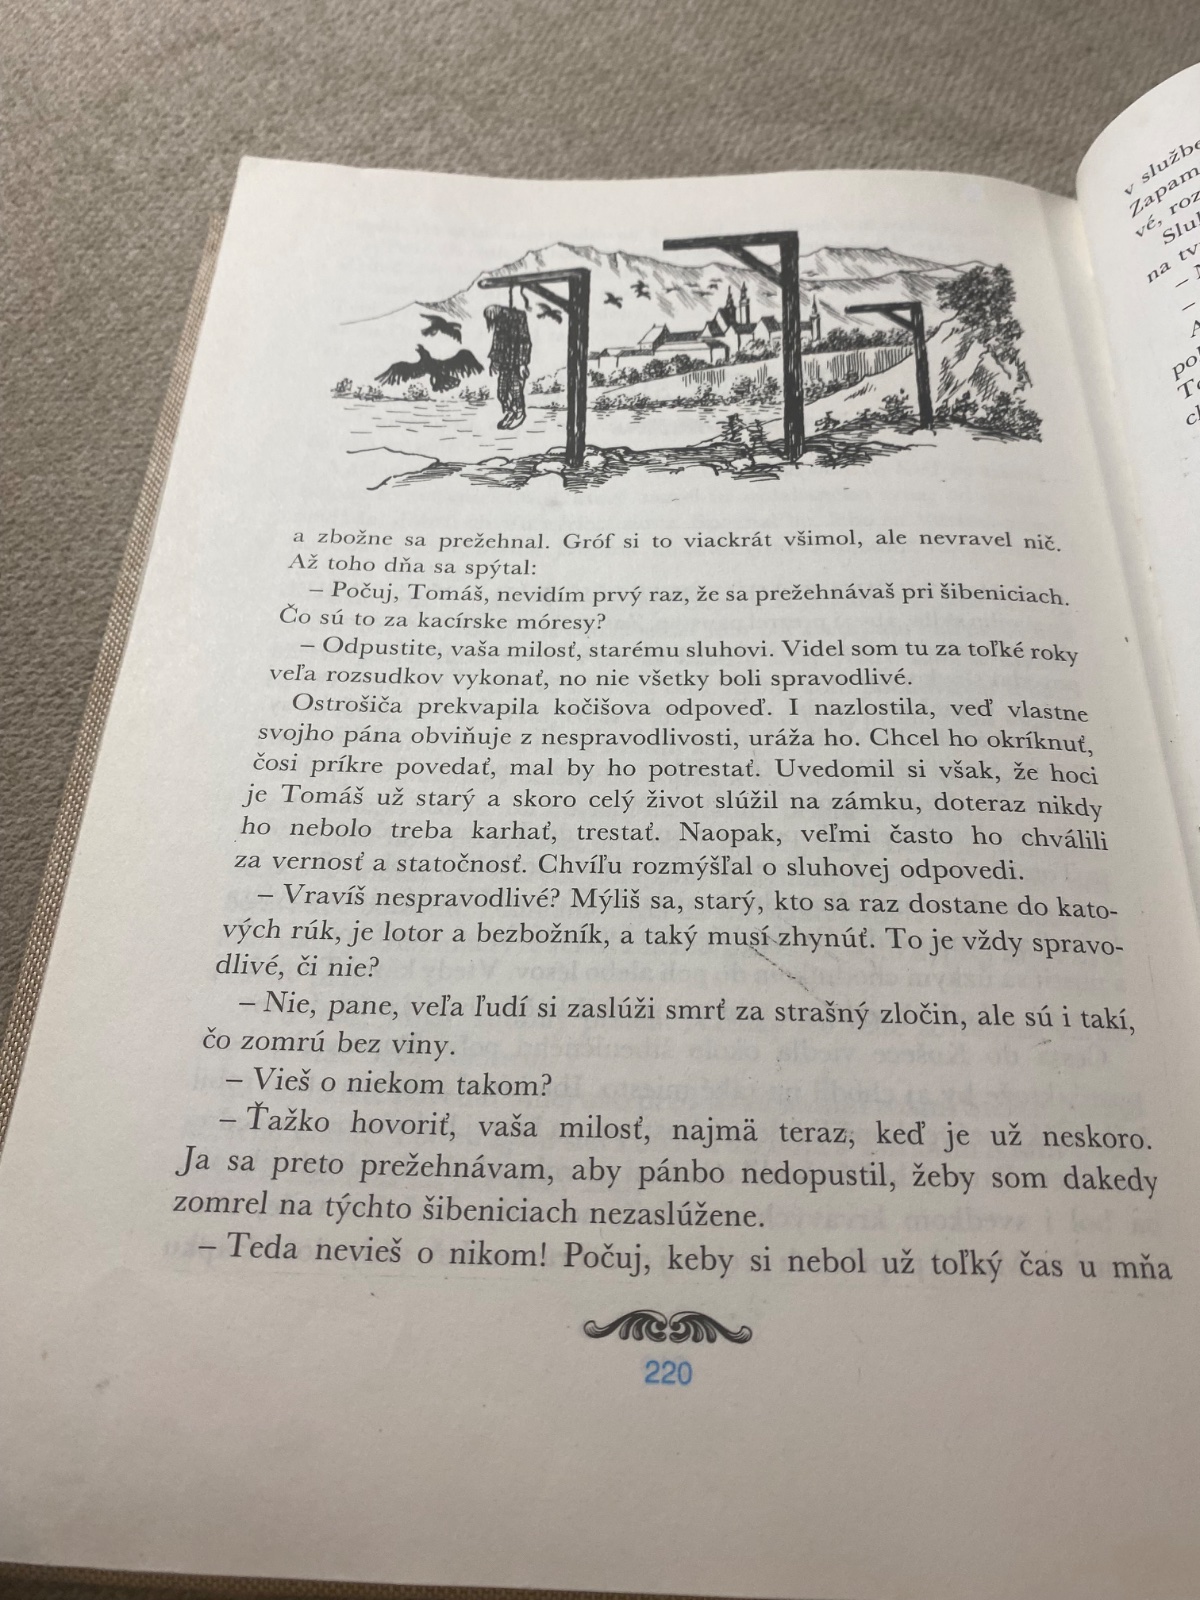 a zbožne sa prežehnal. Gróf si to viackrát všimol, ale nevravel nič.
Až toho dňa sa spýtal:
– Počuj, Tomáš, nevidím prvý raz, že sa prežehnávaš pri šibeniciach.
Čo sú to za kacírske móresy?
– Odpustite, vaša milosť, starému sluhovi. Videl som tu za toľké roky
veľa rozsudkov vykonať, no nie všetky boli spravodlivé.
Ostrošiča prekvapila kočišova odpoveď. I nazlostila, veď vlastne
svojho pána obviňuje z nespravodlivosti, uráža ho. Chcel ho okríknuť,
čosi príkre povedať, mal by ho potrestať. Uvedomil si však, že hoci
je Tomáš už starý a skoro celý život slúžil na zámku, doteraz nikdy
ho nebolo treba karhať, trestať. Naopak, veľmi často ho chválili
za vernosť a statočnosť. Chvíľu rozmýšľal o sluhovej odpovedi.
– Vravíš nespravodlivé? Mýliš sa, starý, kto sa raz dostane do kato-
vých rúk, je lotor a bezbožník, a taký musí zhynúť. To je vždy spravo-
dlivé, či nie?
– Nie, pane, veľa ľudí si zaslúži smrť za strašný zločin, ale sú i takí,
čo zomrú bez viny.
– Vieš o niekom takom?
– Ťažko hovoriť, vaša milosť, najmä teraz, keď je už neskoro.
Ja sa preto prežehnávam, aby pánbo nedopustil, žeby som dakedy
zomrel na týchto šibeniciach nezaslúžene.
– Teda nevieš o nikom! Počuj, keby si nebol už toľký čas u mňa
220
v službe
vé, roz
na tv